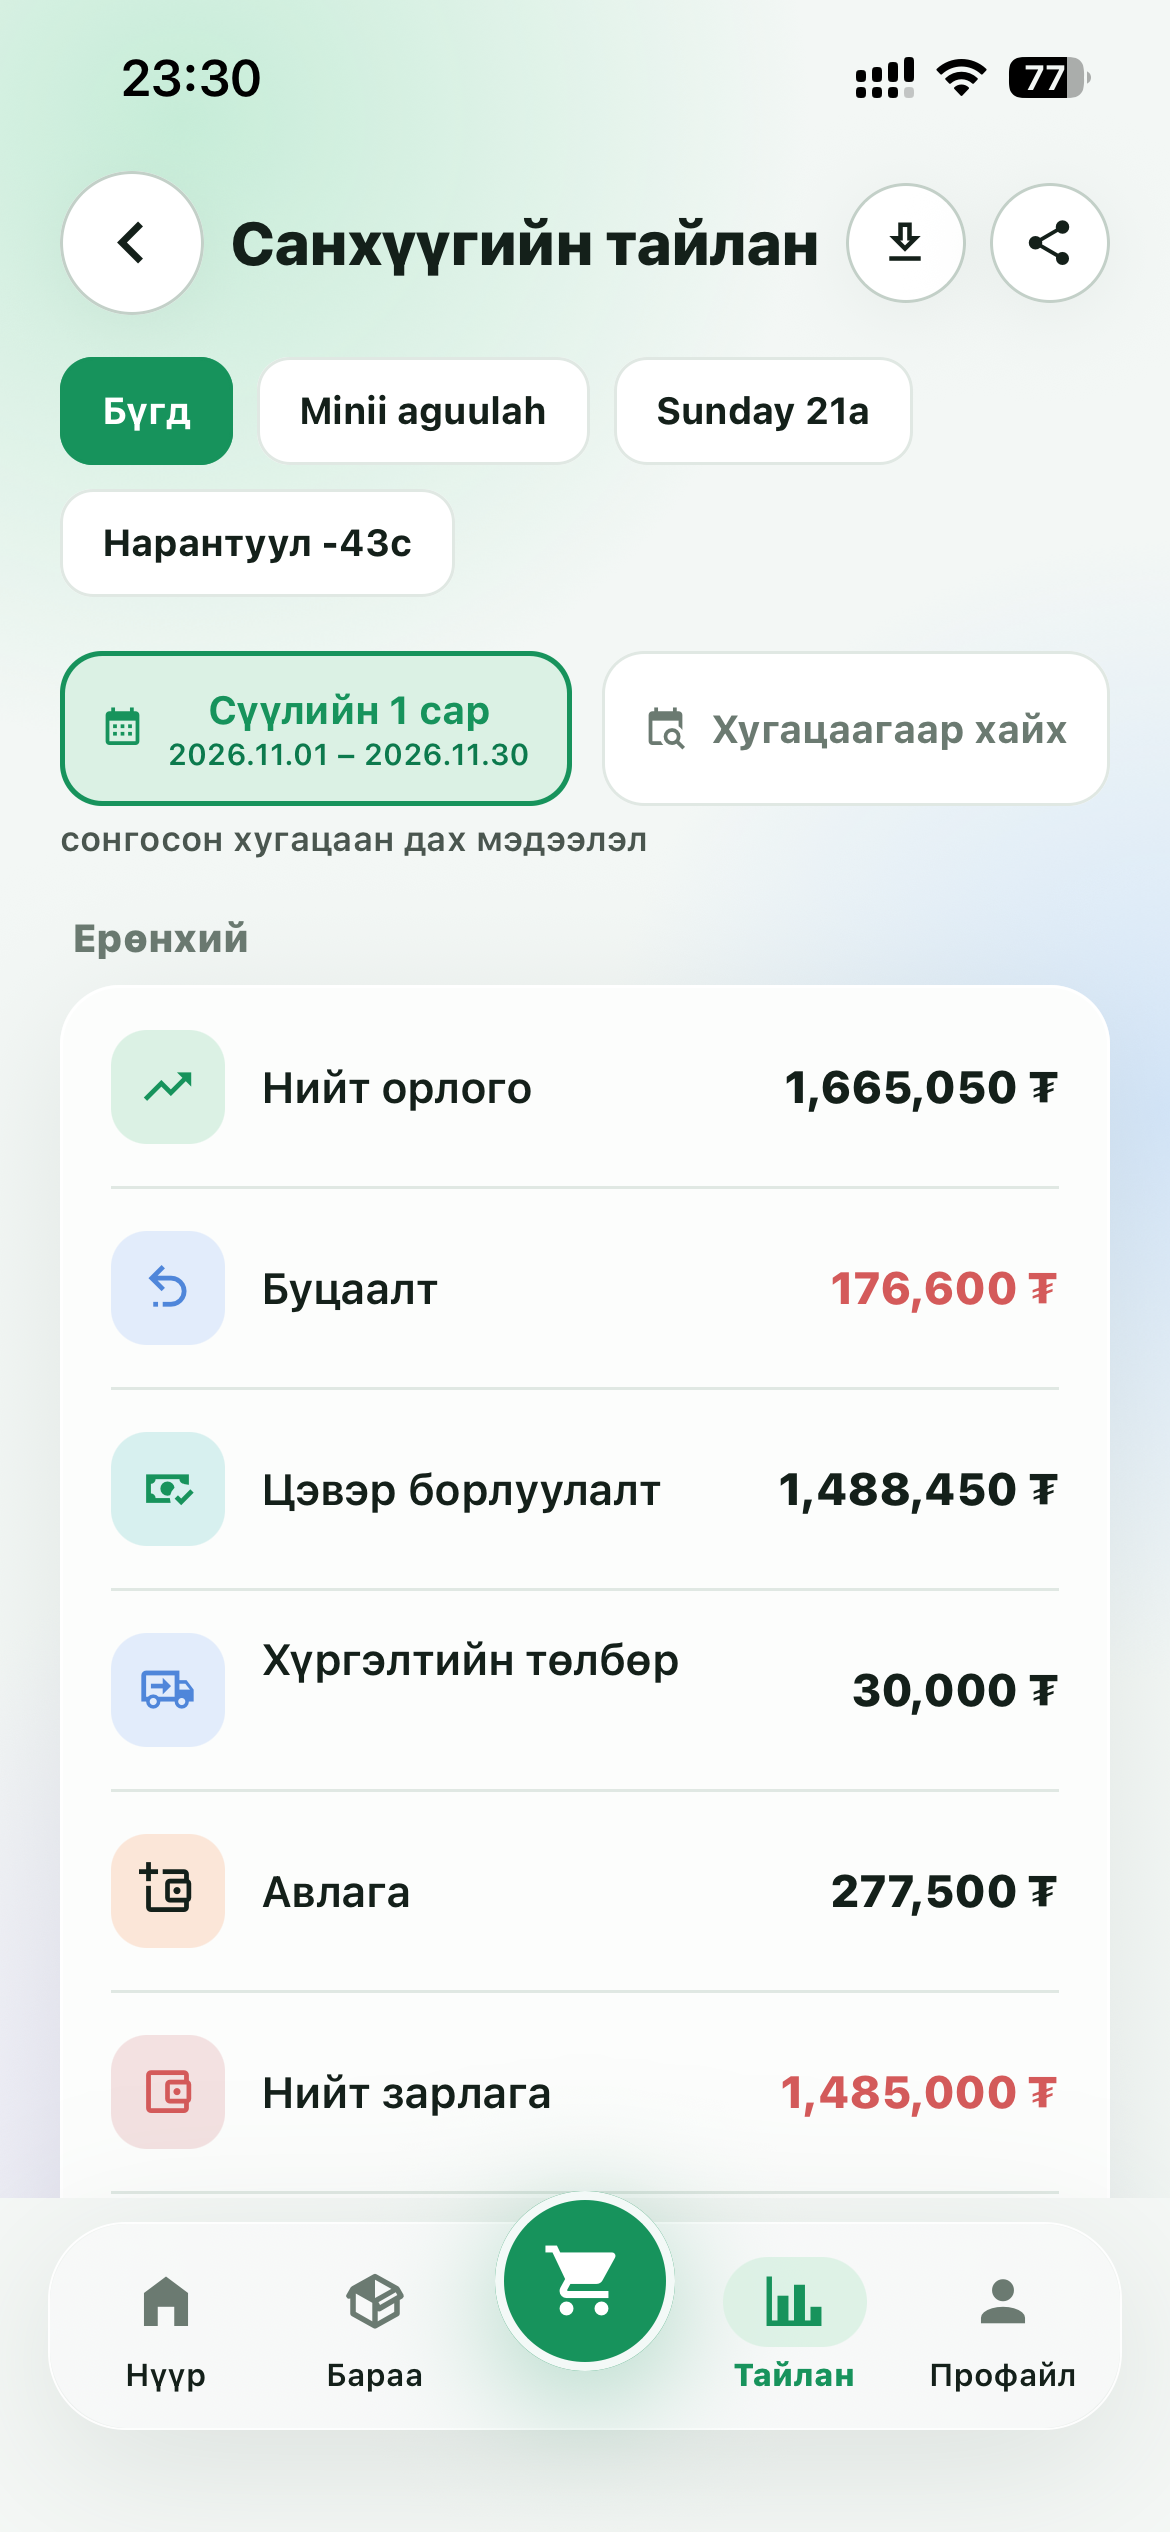 23:30
77
Санхүүгийн тайлан
Бүгд
Minii aguulah
Sunday 21a
Нарантуул -43с
Сүүлийн 1 сар
2026.11.01 – 2026.11.30
Хугацаагаар хайх
сонгосон хугацаан дах мэдээлэл
Ерөнхий
Нийт орлого 1,665,050 ₮
Буцаалт 176,600 ₮
Цэвэр борлуулалт 1,488,450 ₮
Хүргэлтийн төлбөр 30,000 ₮
Авлага 277,500 ₮
Нийт зарлага 1,485,000 ₮
Нүүр
Бараа
Тайлан
Профайл